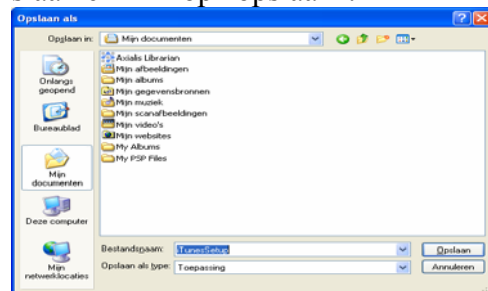 Opslaan als
Opslaan in:
Mijn documenten
Onlangs geopend
Bureaublad
Mijn documenten
Deze computer
Mijn netwerklocaties
Axialis Librarian
Mijn afbeeldingen
Mijn albums
Mijn gegevensbronnen
Mijn muziek
Mijn scanafbeeldingen
Mijn video's
Mijn websites
My Albums
My PSP Files
Bestandsnaam:
iTunesSetup
Opslaan
Opslaan als type:
Toepassing
Annuleren